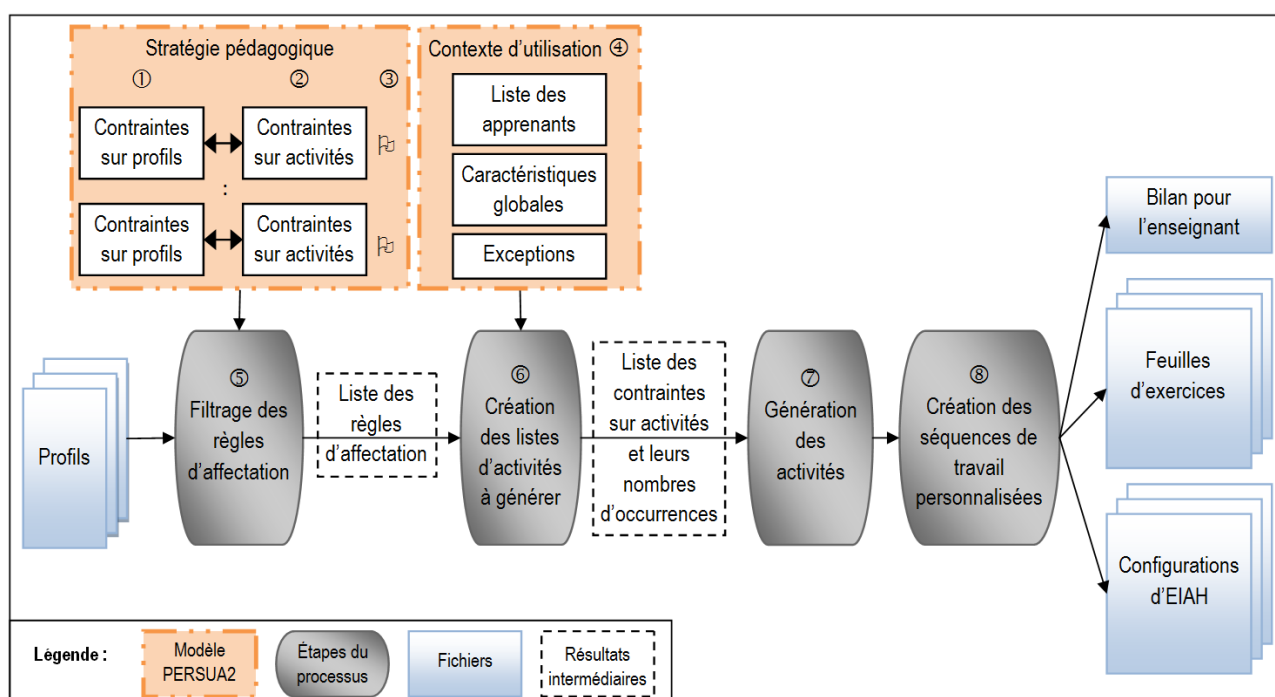 Stratégie pédagogique
① ② ③
Contraintes
sur profils
Contraintes
sur activités
:
Contraintes
sur profils
Contraintes
sur activités
Contexte d'utilisation ④
Liste des
apprenants
Caractéristiques
globales
Exceptions
Profils
⑤
Filtrage des
règles
d'affectation
Liste des
règles
d'affectation
⑥
Création
des listes
d'activités
à générer
Liste des
contraintes
sur activités
et leurs
nombres
d'occurrences
⑦
Génération
des
activités
⑧
Création des
séquences de
travail
personnalisées
Bilan pour
l'enseignant
Feuilles
d'exercices
Configurations
d'EIAH
Légende :
Modèle
PERSUA2
Étapes du
processus
Fichiers
Résultats
intermédiaires